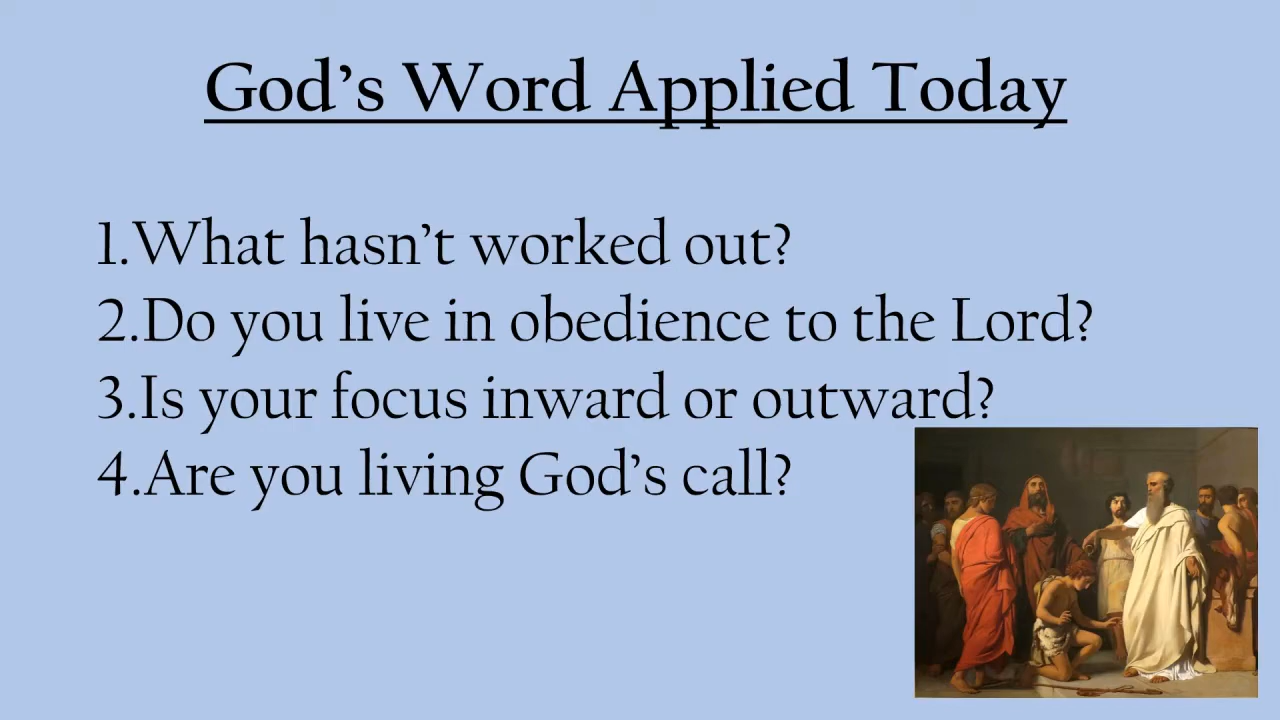 God’s Word Applied Today
1.What hasn’t worked out?
2.Do you live in obedience to the Lord?
3.Is your focus inward or outward?
4.Are you living God’s call?